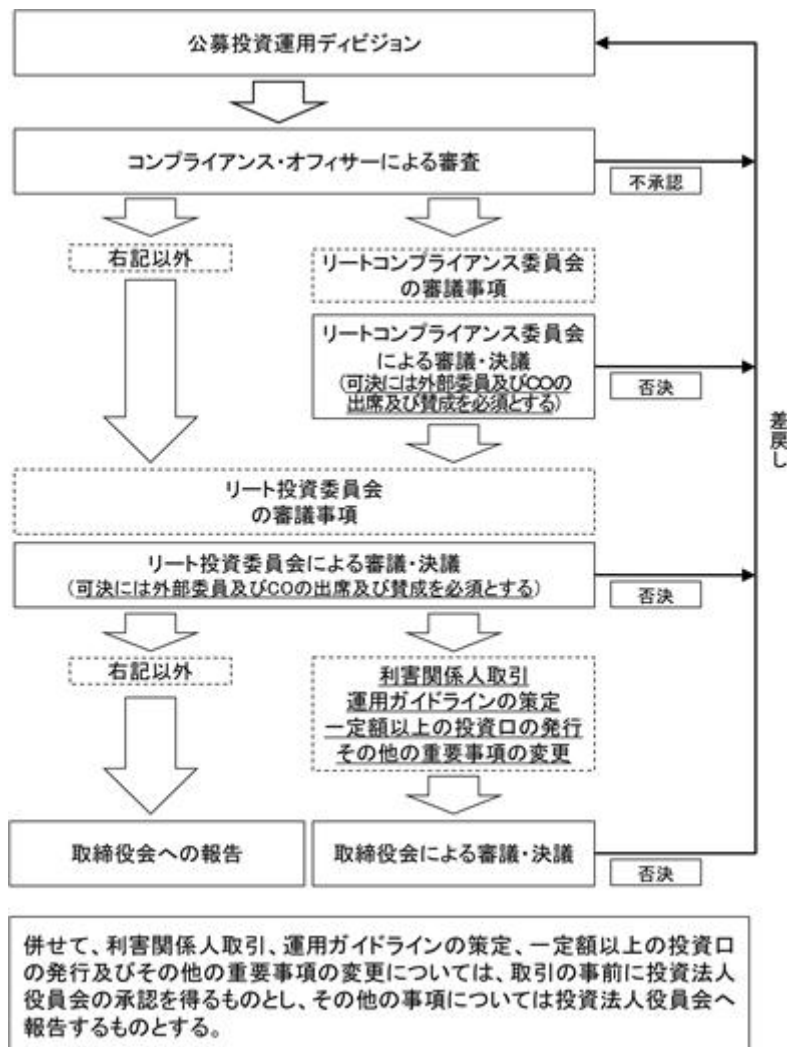 公募投資運用ディビジョン
コンプライアンス・オフィサーによる審査
不承認
右記以外
リートコンプライアンス委員会
の審議事項
リートコンプライアンス委員会
による審議・決議
(可決には外部委員及びCOの
出席及び賛成を必須とする)
否決
差戻し
リート投資委員会
の審議事項
リート投資委員会による審議・決議
(可決には外部委員及びCOの出席及び賛成を必須とする)
否決
右記以外
利害関係人取引
運用ガイドラインの策定
一定額以上の投資口の発行
その他の重要事項の変更
取締役会への報告
取締役会による審議・決議
否決
併せて、利害関係人取引、運用ガイドラインの策定、一定額以上の投資口
の発行及びその他の重要事項の変更については、取引の事前に投資法人
役員会の承認を得るものとし、その他の事項については投資法人役員会へ
報告するものとする。